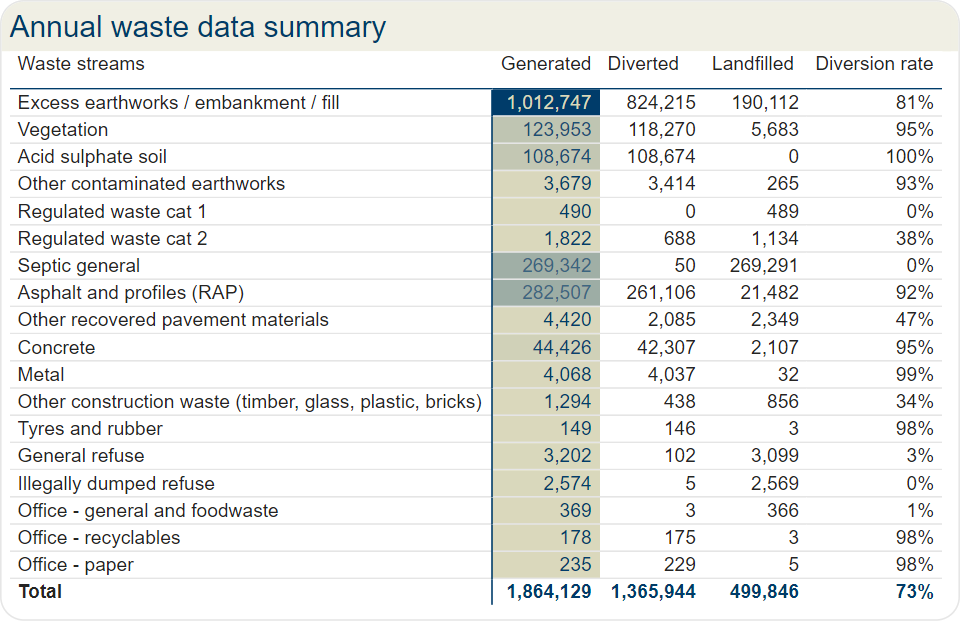 Annual waste data summary
Waste streams Generated Diverted Landfilled Diversion rate
Excess earthworks / embankment / fill 1,012,747 824,215 190,112 81%
Vegetation 123,953 118,270 5,683 95%
Acid sulphate soil 108,674 108,674 0 100%
Other contaminated earthworks 3,679 3,414 265 93%
Regulated waste cat 1 490 0 489 0%
Regulated waste cat 2 1,822 688 1,134 38%
Septic general 269,342 50 269,291 0%
Asphalt and profiles (RAP) 282,507 261,106 21,482 92%
Other recovered pavement materials 4,420 2,085 2,349 47%
Concrete 44,426 42,307 2,107 95%
Metal 4,068 4,037 32 99%
Other construction waste (timber, glass, plastic, bricks) 1,294 438 856 34%
Tyres and rubber 149 146 3 98%
General refuse 3,202 102 3,099 3%
Illegally dumped refuse 2,574 5 2,569 0%
Office - general and foodwaste 369 3 366 1%
Office - recyclables 178 175 3 98%
Office - paper 235 229 5 98%
Total 1,864,129 1,365,944 499,846 73%